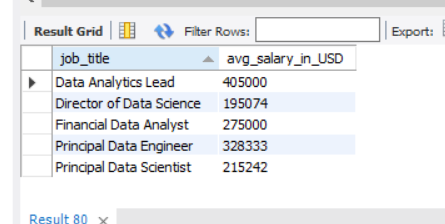 Result Grid Filter Rows: Export:
job_title avg_salary_in_USD
Data Analytics Lead 405000
Director of Data Science 195074
Financial Data Analyst 275000
Principal Data Engineer 328333
Principal Data Scientist 215242
Result 80 ×